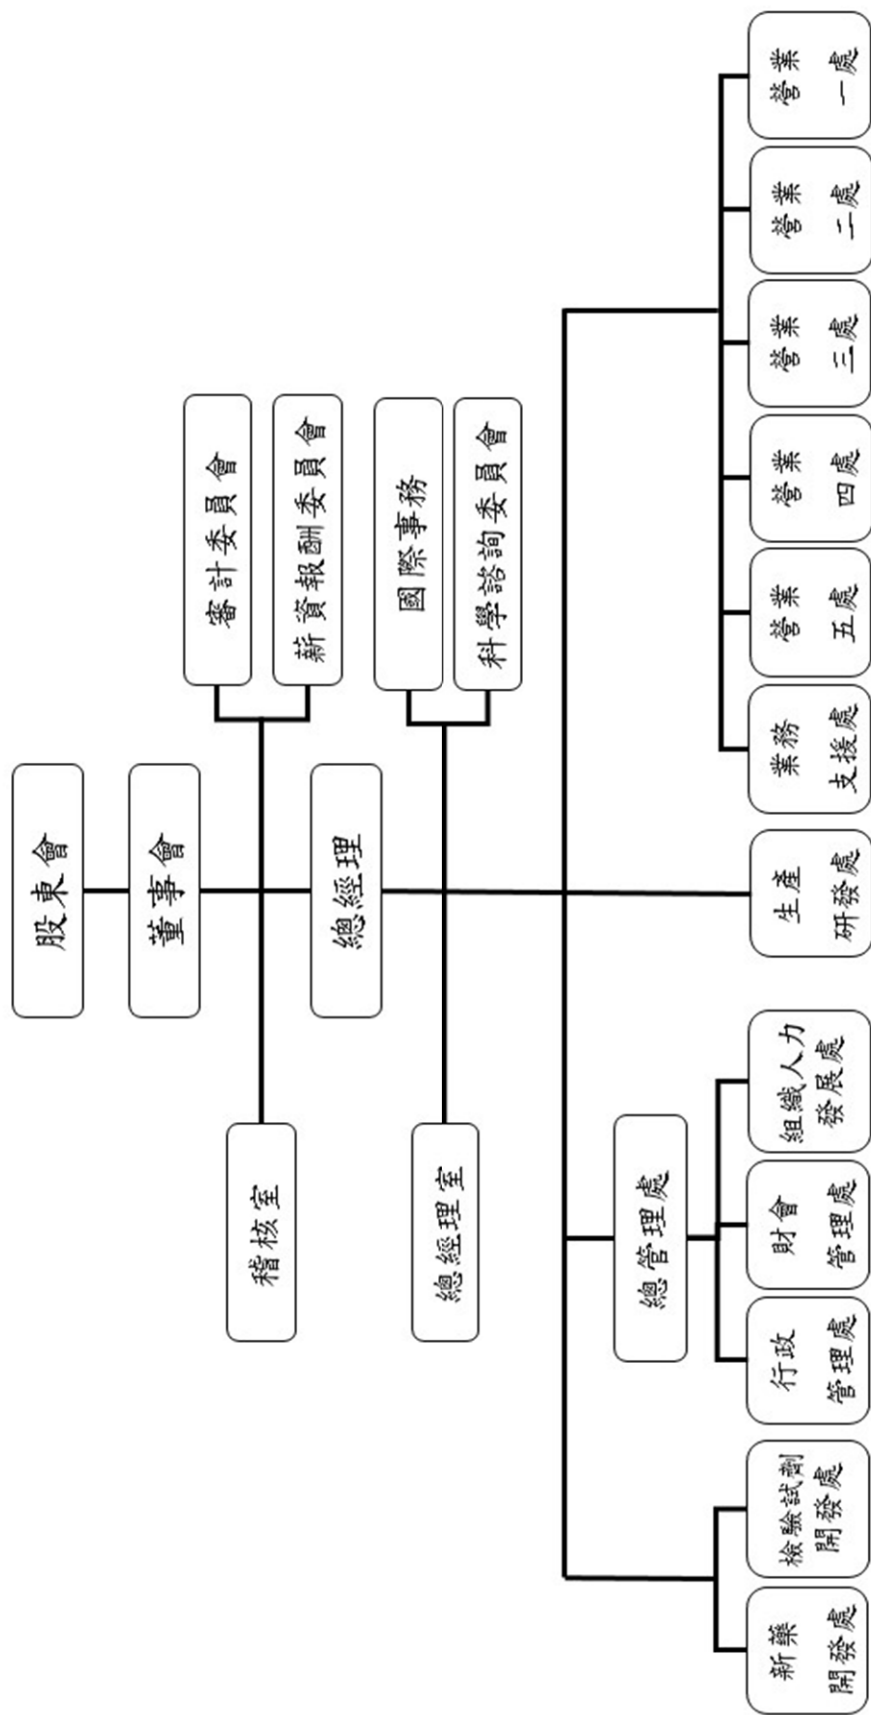 股東會
董事會
稽核室
審計委員會
薪資報酬委員會
總經理
總經理室
國際事務
科學諮詢委員會
總管理處
新藥
開發處
檢驗試劑
開發處
行政
管理處
財會
管理處
組織人力
發展處
生產
研發處
業務
支援處
營業
五處
營業
四處
營業
三處
營業
二處
營業
一處